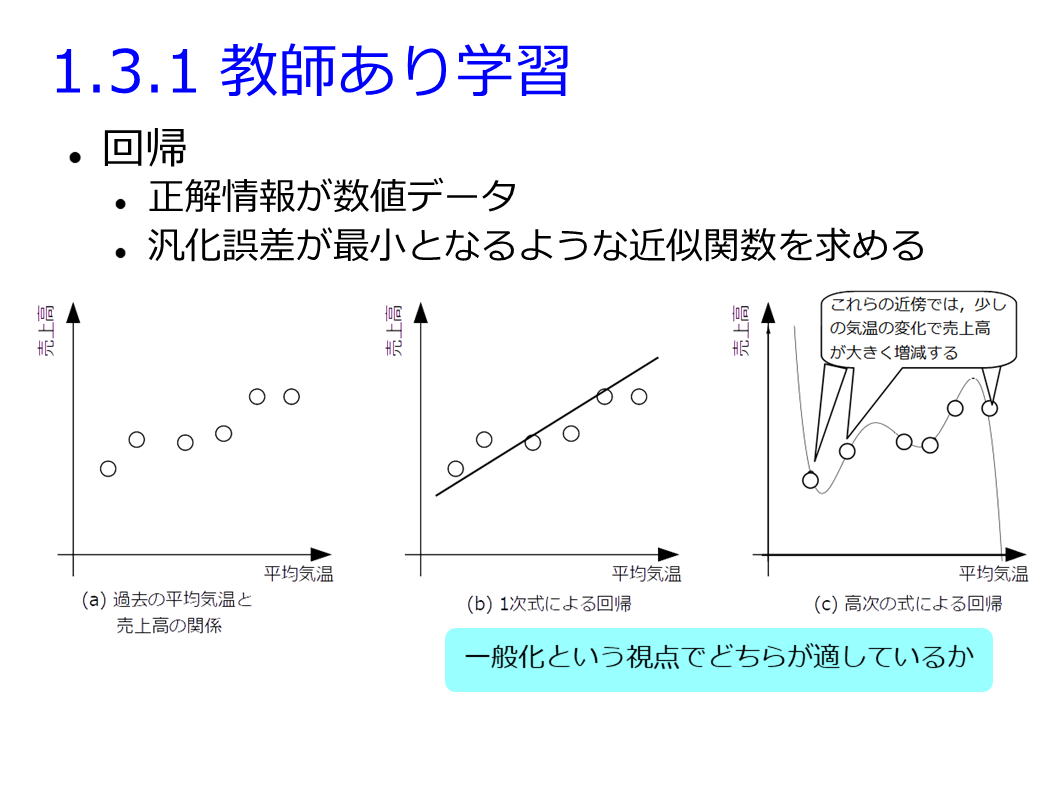 1.3.1 教師あり学習
● 回帰
● 正解情報が数値データ
● 汎化誤差が最小となるような近似関数を求める
売上高
平均気温
(a) 過去の平均気温と
売上高の関係
売上高
平均気温
(b) 1次式による回帰
売上高
これらの近傍では，少し
の気温の変化で売上高
が大きく増減する
平均気温
(c) 高次の式による回帰
一般化という視点でどちらが適しているか